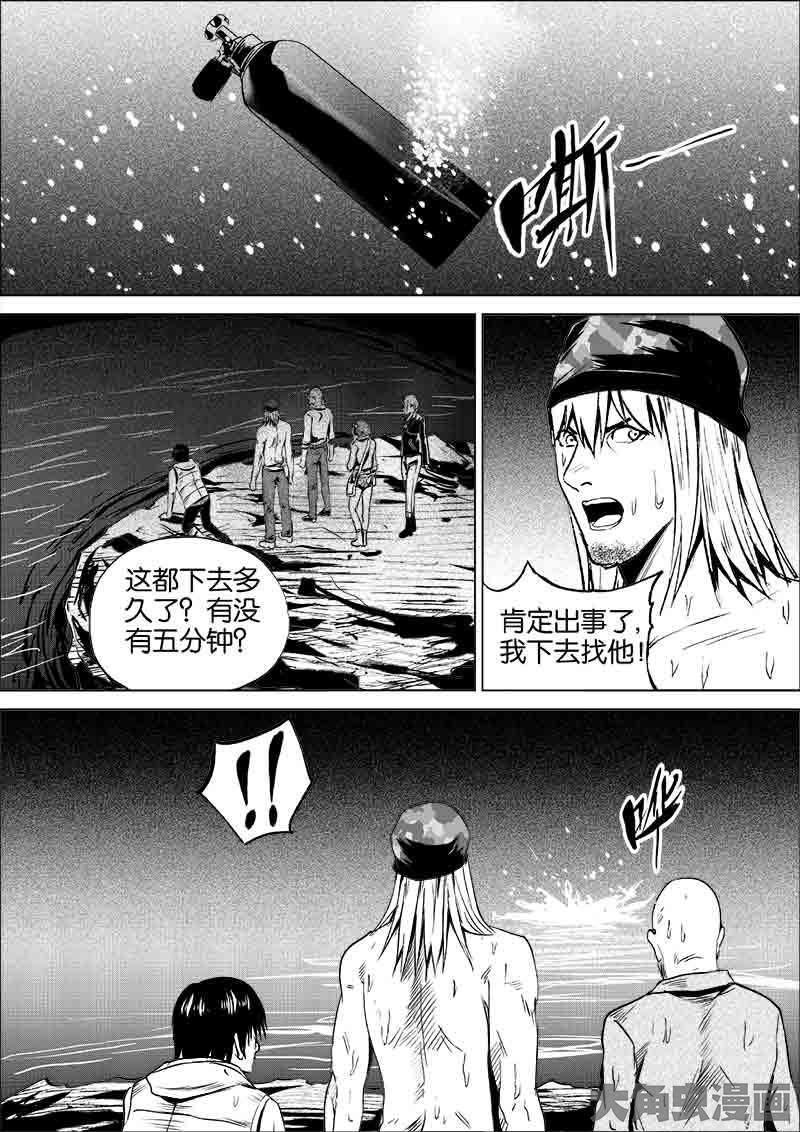 嘶—
这都下去多
久了？有没
有五分钟？
肯定出事了，
我下去找他！
！！
哗
大角虫漫画